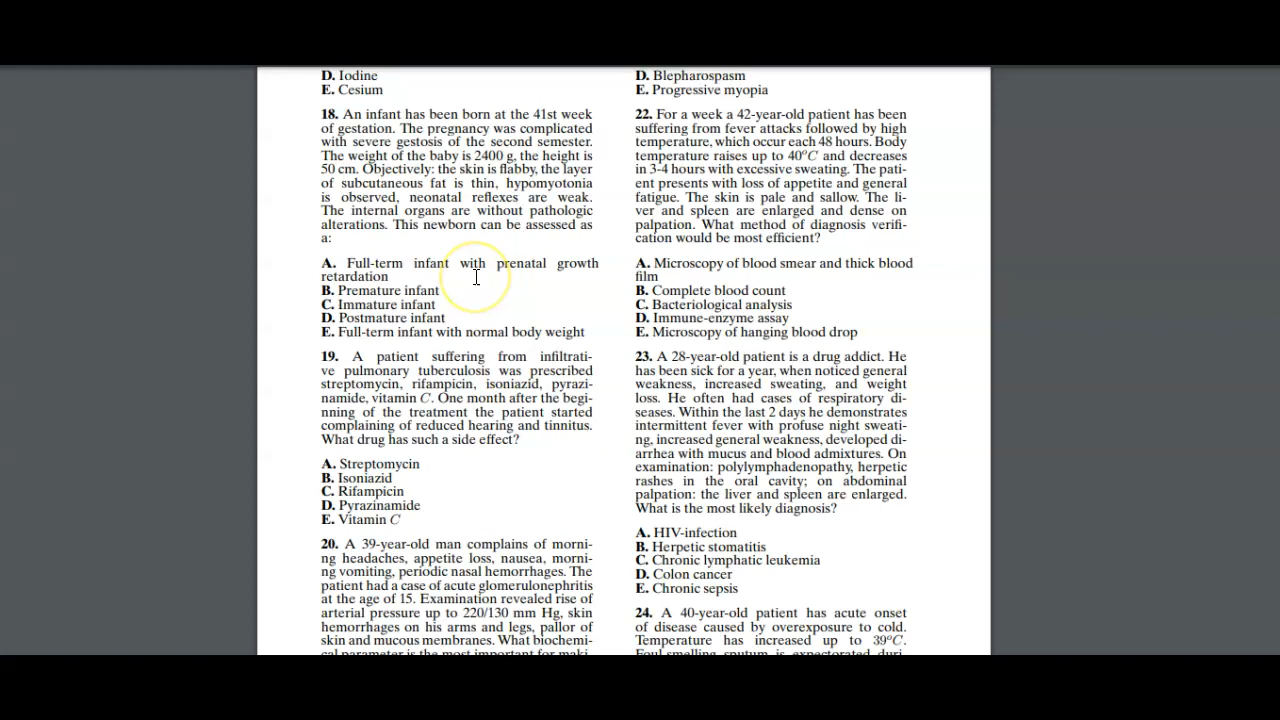 D. Iodine
E. Cesium
18. An infant has been born at the 41st week
of gestation. The pregnancy was complicated
with severe gestosis of the second semester.
The weight of the baby is 2400 g, the height is
50 cm. Objectively: the skin is flabby, the layer
of subcutaneous fat is thin, hypomyotonia
is observed, neonatal reflexes are weak.
The internal organs are without pathologic
alterations. This newborn can be assessed as
a:
A. Full-term infant with prenatal growth
retardation
B. Premature infant
C. Immature infant
D. Postmature infant
E. Full-term infant with normal body weight
19. A patient suffering from infiltrati-
ve pulmonary tuberculosis was prescribed
streptomycin, rifampicin, isoniazid, pyrazi-
namide, vitamin C. One month after the begi-
nning of the treatment the patient started
complaining of reduced hearing and tinnitus.
What drug has such a side effect?
A. Streptomycin
B. Isoniazid
C. Rifampicin
D. Pyrazinamide
E. Vitamin C
20. A 39-year-old man complains of morni-
ng headaches, appetite loss, nausea, morni-
ng vomiting, periodic nasal hemorrhages. The
patient had a case of acute glomerulonephritis
at the age of 15. Examination revealed rise of
arterial pressure up to 220/130 mm Hg, skin
hemorrhages on his arms and legs, pallor of
skin and mucous membranes. What biochemi-
cal parameter is the most important for maki-
D. Blepharospasm
E. Progressive myopia
22. For a week a 42-year-old patient has been
suffering from fever attacks followed by high
temperature, which occur each 48 hours. Body
temperature raises up to 40°C and decreases
in 3-4 hours with excessive sweating. The pati-
ent presents with loss of appetite and general
fatigue. The skin is pale and sallow. The li-
ver and spleen are enlarged and dense on
palpation. What method of diagnosis verifi-
cation would be most efficient?
A. Microscopy of blood smear and thick blood
film
B. Complete blood count
C. Bacteriological analysis
D. Immune-enzyme assay
E. Microscopy of hanging blood drop
23. A 28-year-old patient is a drug addict. He
has been sick for a year, when noticed general
weakness, increased sweating, and weight
loss. He often had cases of respiratory di-
seases. Within the last 2 days he demonstrates
intermittent fever with profuse night sweati-
ng, increased general weakness, developed di-
arrhea with mucus and blood admixtures. On
examination: polylymphadenopathy, herpetic
rashes in the oral cavity; on abdominal
palpation: the liver and spleen are enlarged.
What is the most likely diagnosis?
A. HIV-infection
B. Herpetic stomatitis
C. Chronic lymphatic leukemia
D. Colon cancer
E. Chronic sepsis
24. A 40-year-old patient has acute onset
of disease caused by overexposure to cold.
Temperature has increased up to 39°C.
Foul-smelling sputum is expectorated duri-